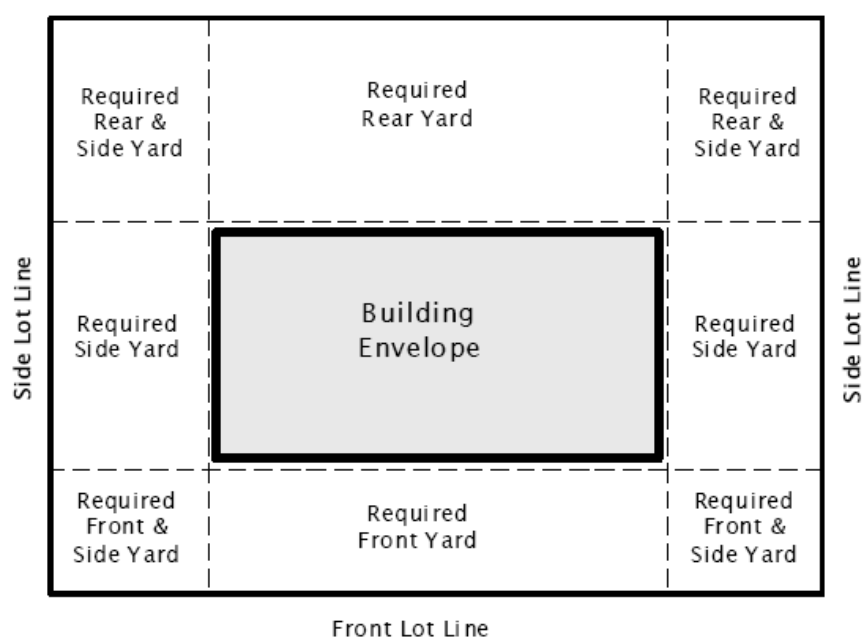 Required
Rear &
Side Yard
Required
Rear Yard
Required
Rear &
Side Yard
Side Lot Line
Required
Side Yard
Building
Envelope
Required
Side Yard
Side Lot Line
Required
Front &
Side Yard
Required
Front Yard
Required
Front &
Side Yard
Front Lot Line